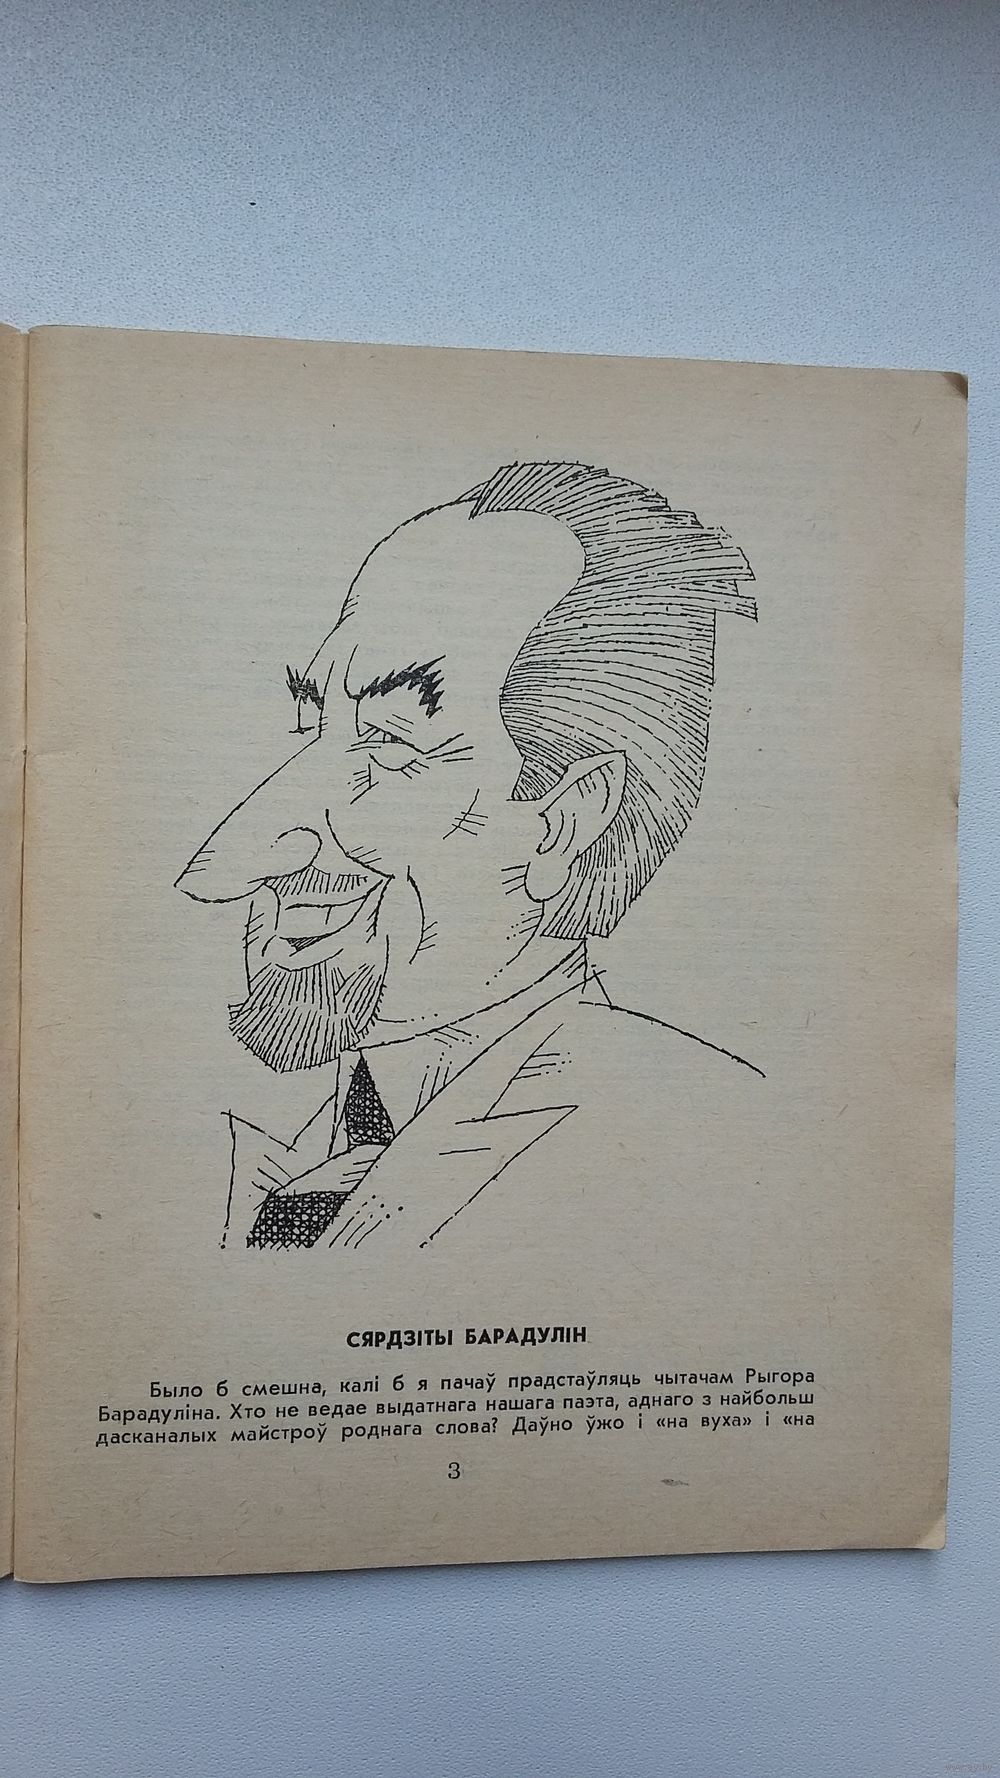 СЯРДЗІТЫ БАРАДУЛІН
Было б смешна, калі б я пачаў прадстаўляць чытачам Рыгора
Барадуліна. Хто не ведае выдатнага нашага паэта, аднаго з найбольш
дасканалых майстроў роднага слова? Даўно ўжо і «на вуха» і «на
3